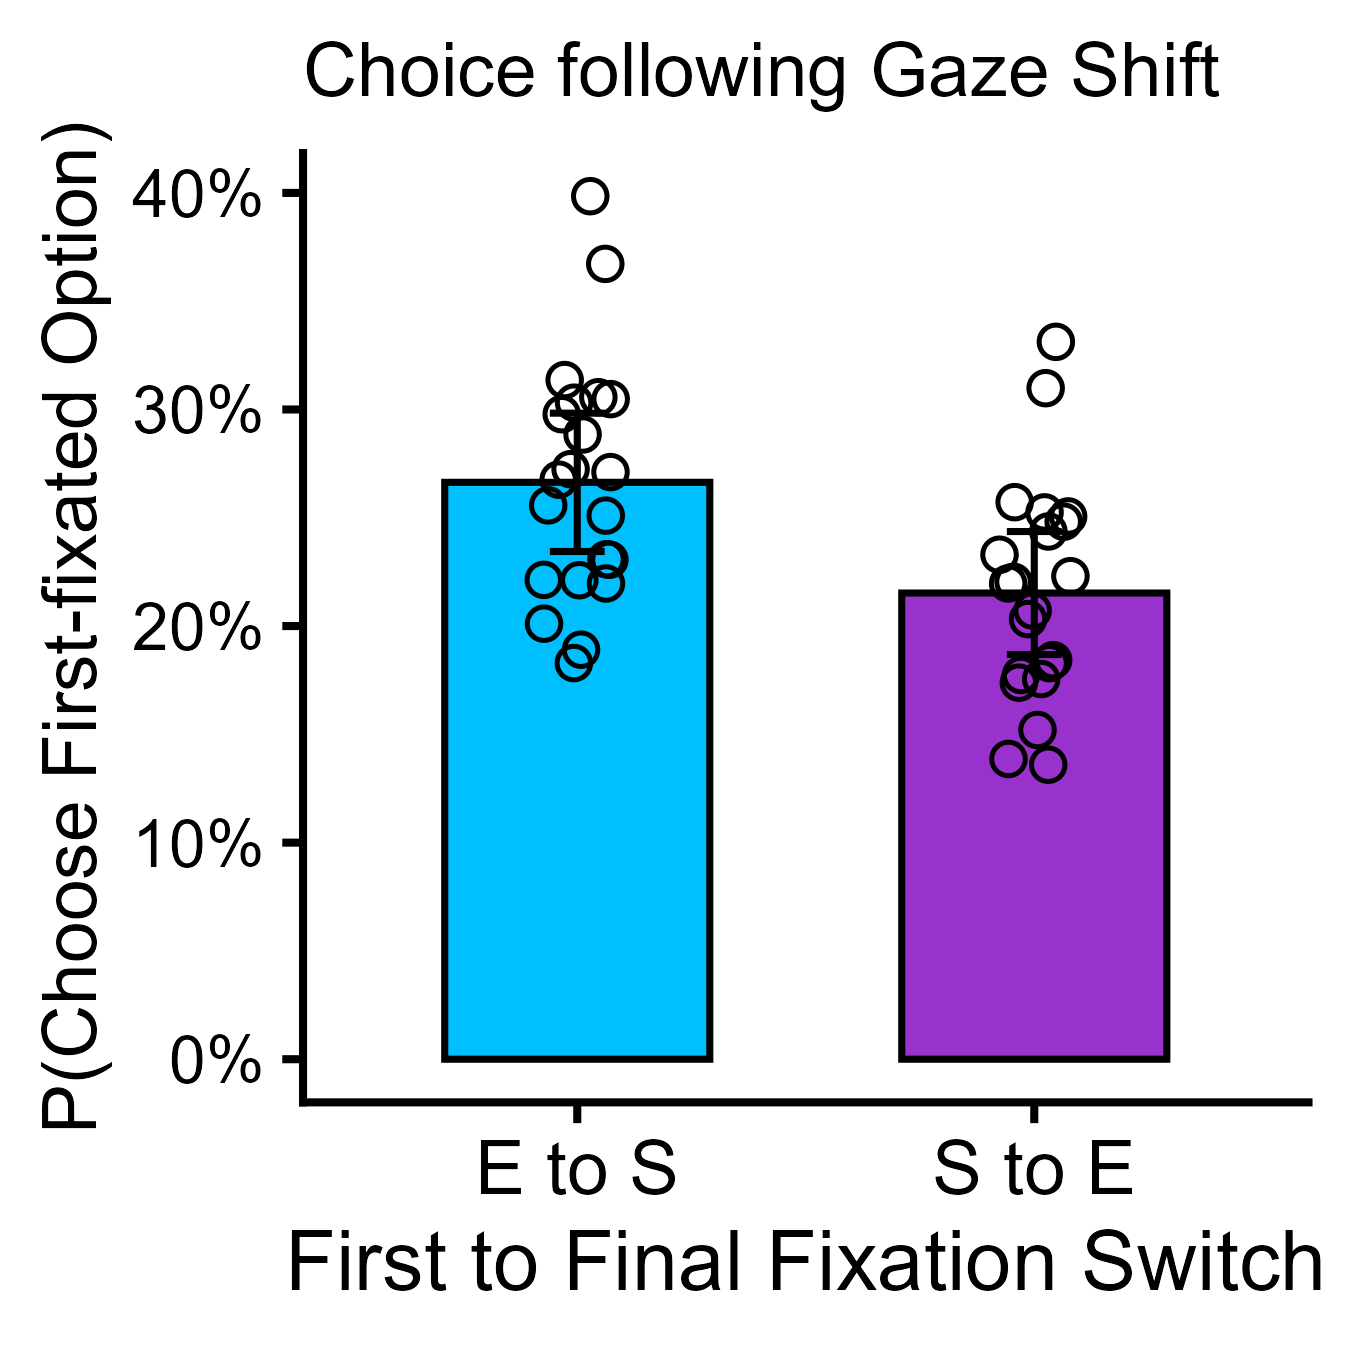 Choice following Gaze Shift
P(Choose First-fixated Option)
40%
30%
20%
10%
0%
E to S
S to E
First to Final Fixation Switch